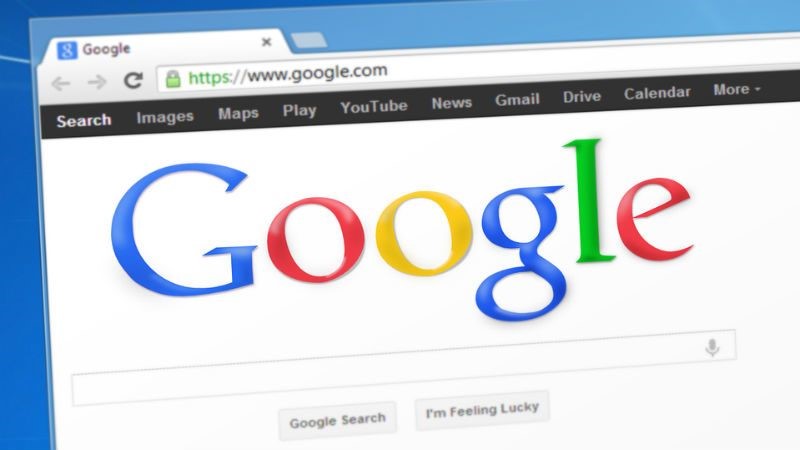 Google
https://www.google.com
Search Images Maps Play YouTube News Gmail Drive Calendar More
Google
Google Search I'm Feeling Lucky